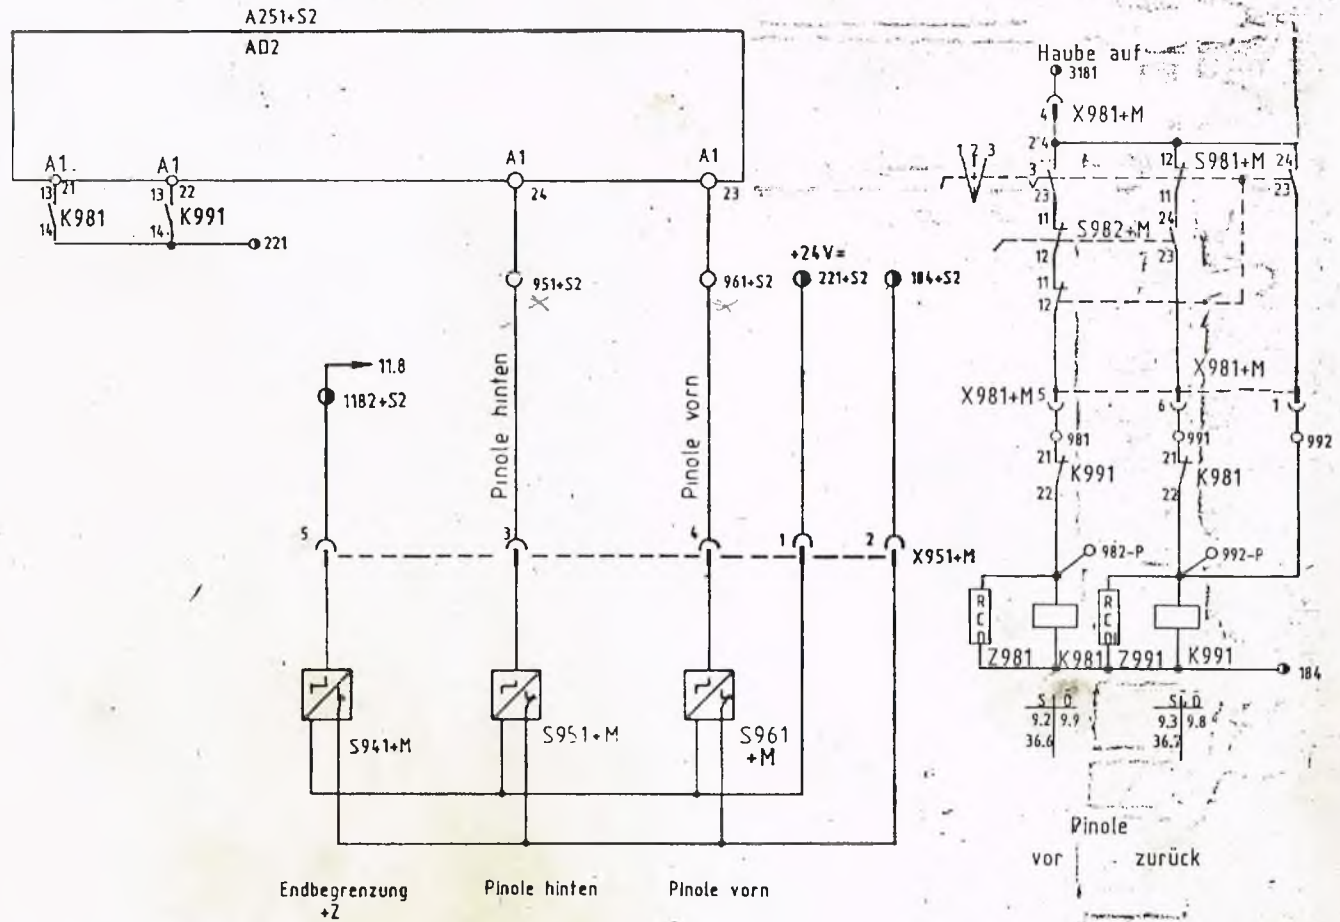 A251+S2
A02
A1.
13 21
K981
14
A1
13 22
K991
14
221
A1
24
A1
23
951+S2
961+S2
+24V=
221+S2
184+S2
11.8
1182+S2
Pinole hinten
Pinole vorn
5
3
4
1
2
X951+M
S941+M
S951+M
S961
+M
Endbegrenzung
+Z
Pinole hinten
Pinole vorn
Haube auf
3181
4
X981+M
24
1 2 3
3
23
12
S981+M
11
24
23
11
S982+M
12
24
23
11
12
X981+M
X981+M
5
6
1
981
991
992
21
K991
22
21
K981
22
982-P
992-P
R
C
D
R
C
D
Z981
K981
Z991
K991
184
S Ö
9.2 9.9
36.6
S Ö
9.3 9.8
36.7
Pinole
vor
zurück